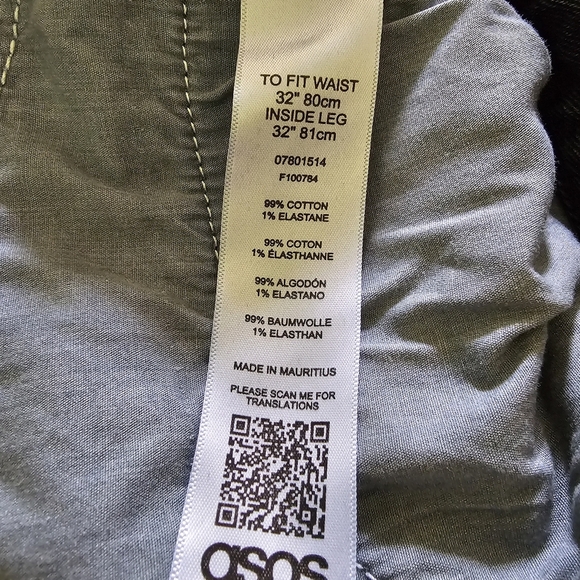 TO FIT WAIST
32" 80cm
INSIDE LEG
32" 81cm
07801514
F100784
99% COTTON
1% ELASTANE
99% COTON
1% ÉLASTHANNE
99% ALGODÓN
1% ELASTANO
99% BAUMWOLLE
1% ELASTHAN
MADE IN MAURITIUS
PLEASE SCAN ME FOR
TRANSLATIONS
asos